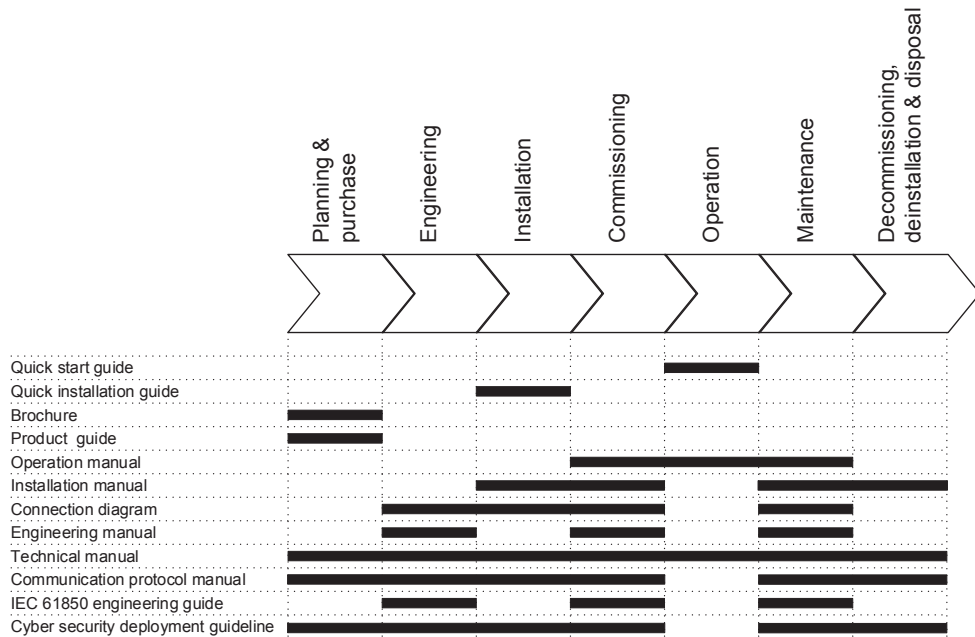 Planning &
purchase
Engineering
Installation
Commissioning
Operation
Maintenance
Decommissioning,
deinstallation & disposal
Quick start guide
Quick installation guide
Brochure
Product guide
Operation manual
Installation manual
Connection diagram
Engineering manual
Technical manual
Communication protocol manual
IEC 61850 engineering guide
Cyber security deployment guideline